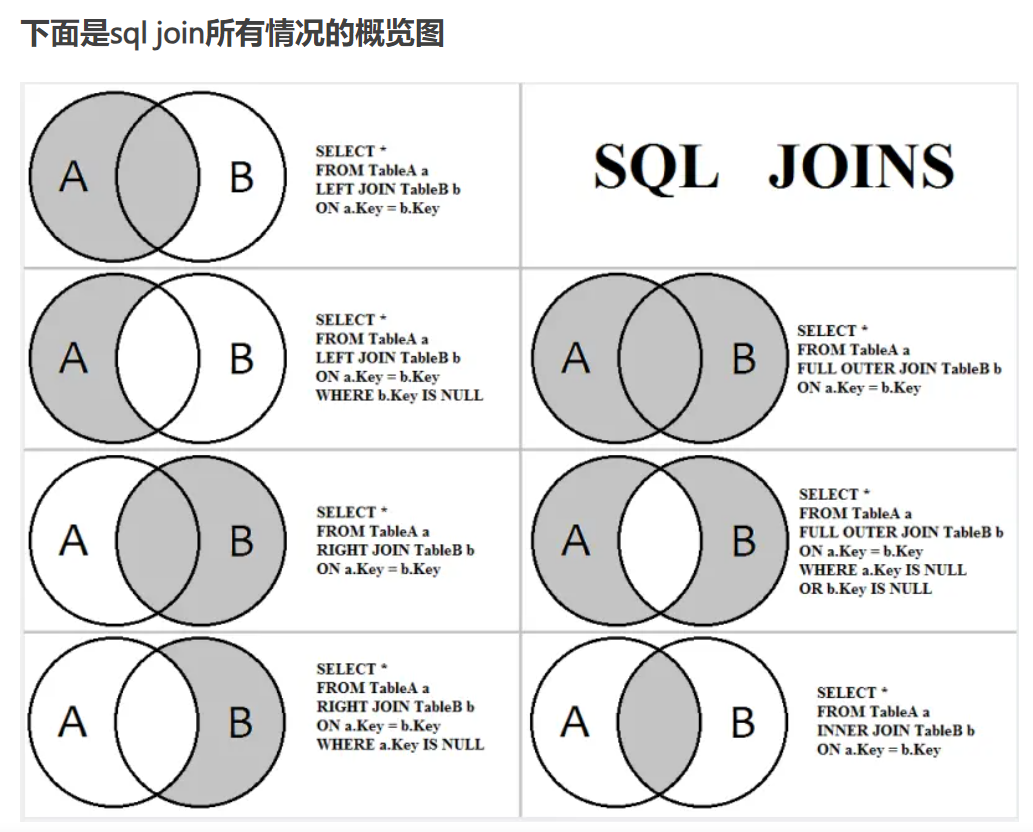 下面是sql join所有情况的概览图
A
B
SELECT *
FROM TableA a
LEFT JOIN TableB b
ON a.Key = b.Key
SQL JOINS
A
B
SELECT *
FROM TableA a
LEFT JOIN TableB b
ON a.Key = b.Key
WHERE b.Key IS NULL
A
B
SELECT *
FROM TableA a
FULL OUTER JOIN TableB b
ON a.Key = b.Key
A
B
SELECT *
FROM TableA a
RIGHT JOIN TableB b
ON a.Key = b.Key
A
B
SELECT *
FROM TableA a
FULL OUTER JOIN TableB b
ON a.Key = b.Key
WHERE a.Key IS NULL
OR b.Key IS NULL
A
B
SELECT *
FROM TableA a
RIGHT JOIN TableB b
ON a.Key = b.Key
WHERE a.Key IS NULL
A
B
SELECT *
FROM TableA a
INNER JOIN TableB b
ON a.Key = b.Key